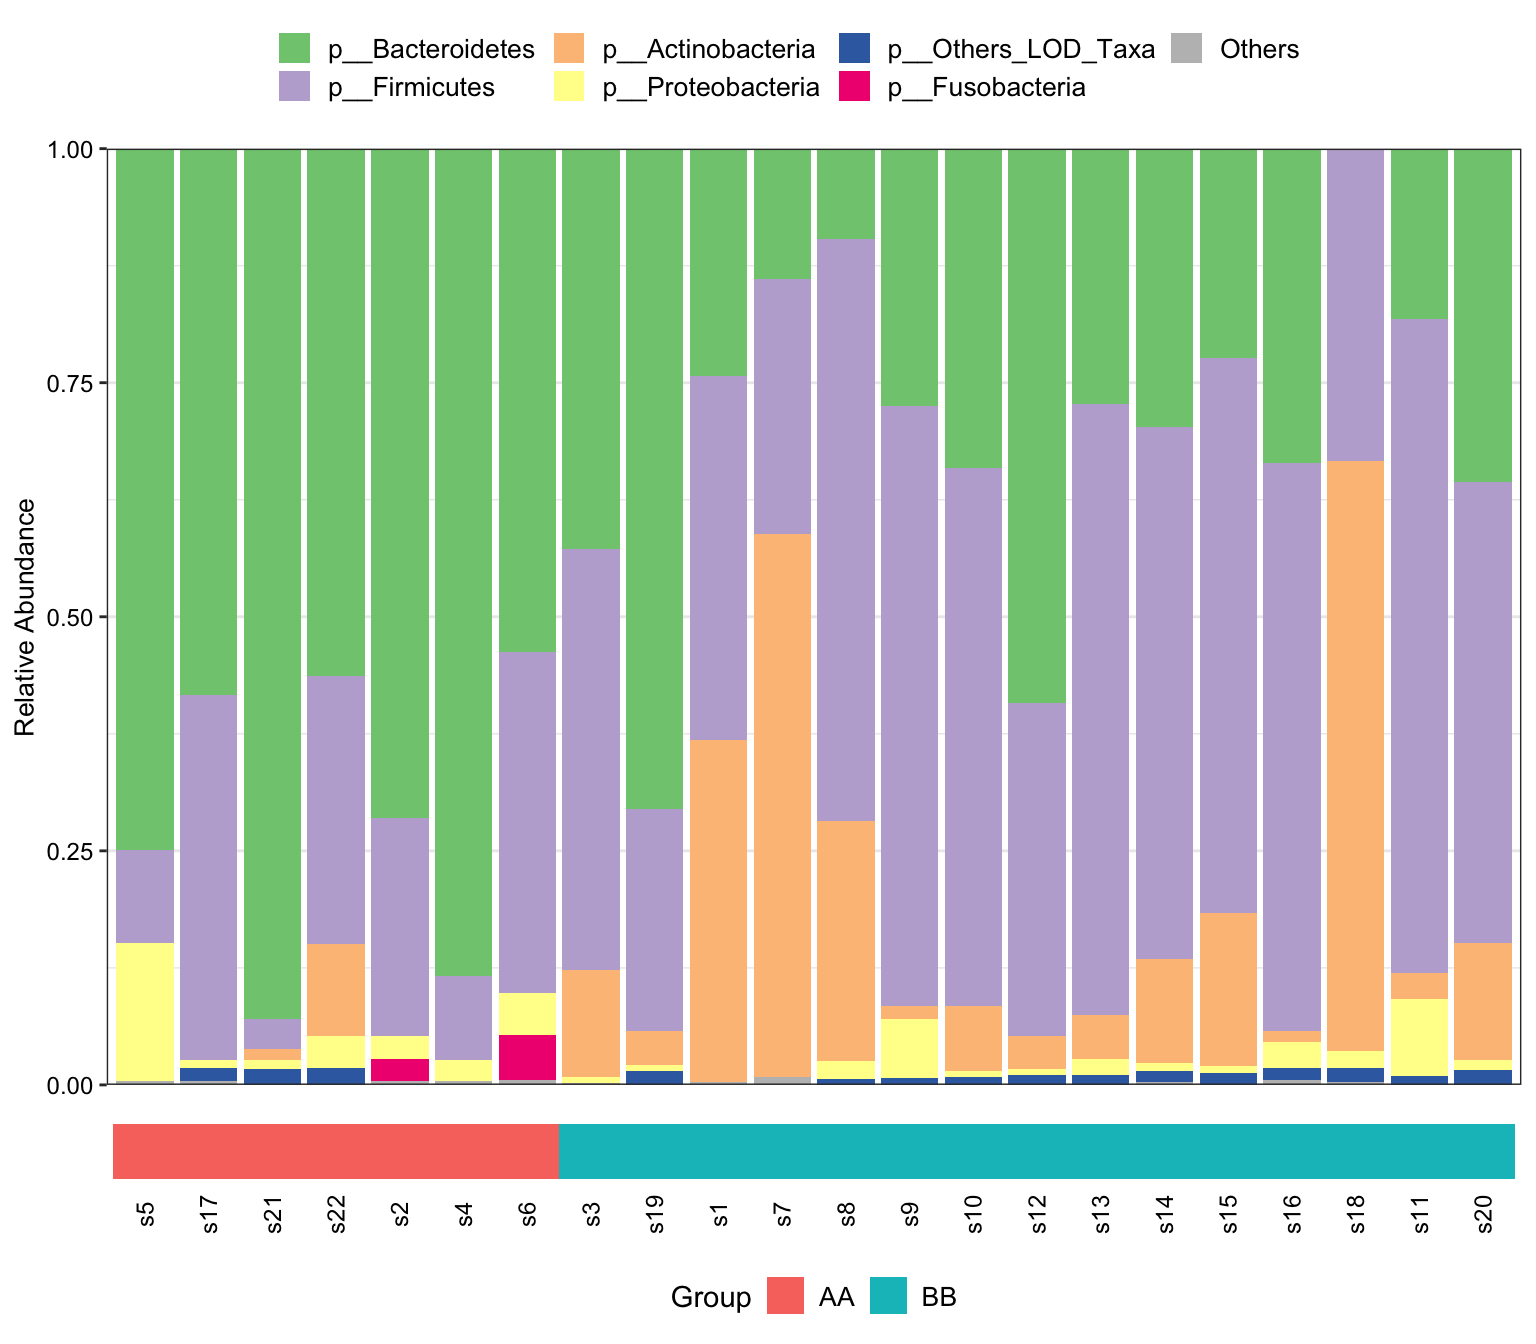 p__Bacteroidetes p__Actinobacteria p__Others_LOD_Taxa Others
p__Firmicutes p__Proteobacteria p__Fusobacteria
1.00
0.75
0.50
0.25
0.00
Relative Abundance
s5 s17 s21 s22 s2 s4 s6 s3 s19 s1 s7 s8 s9 s10 s12 s13 s14 s15 s16 s18 s11 s20
Group AA BB